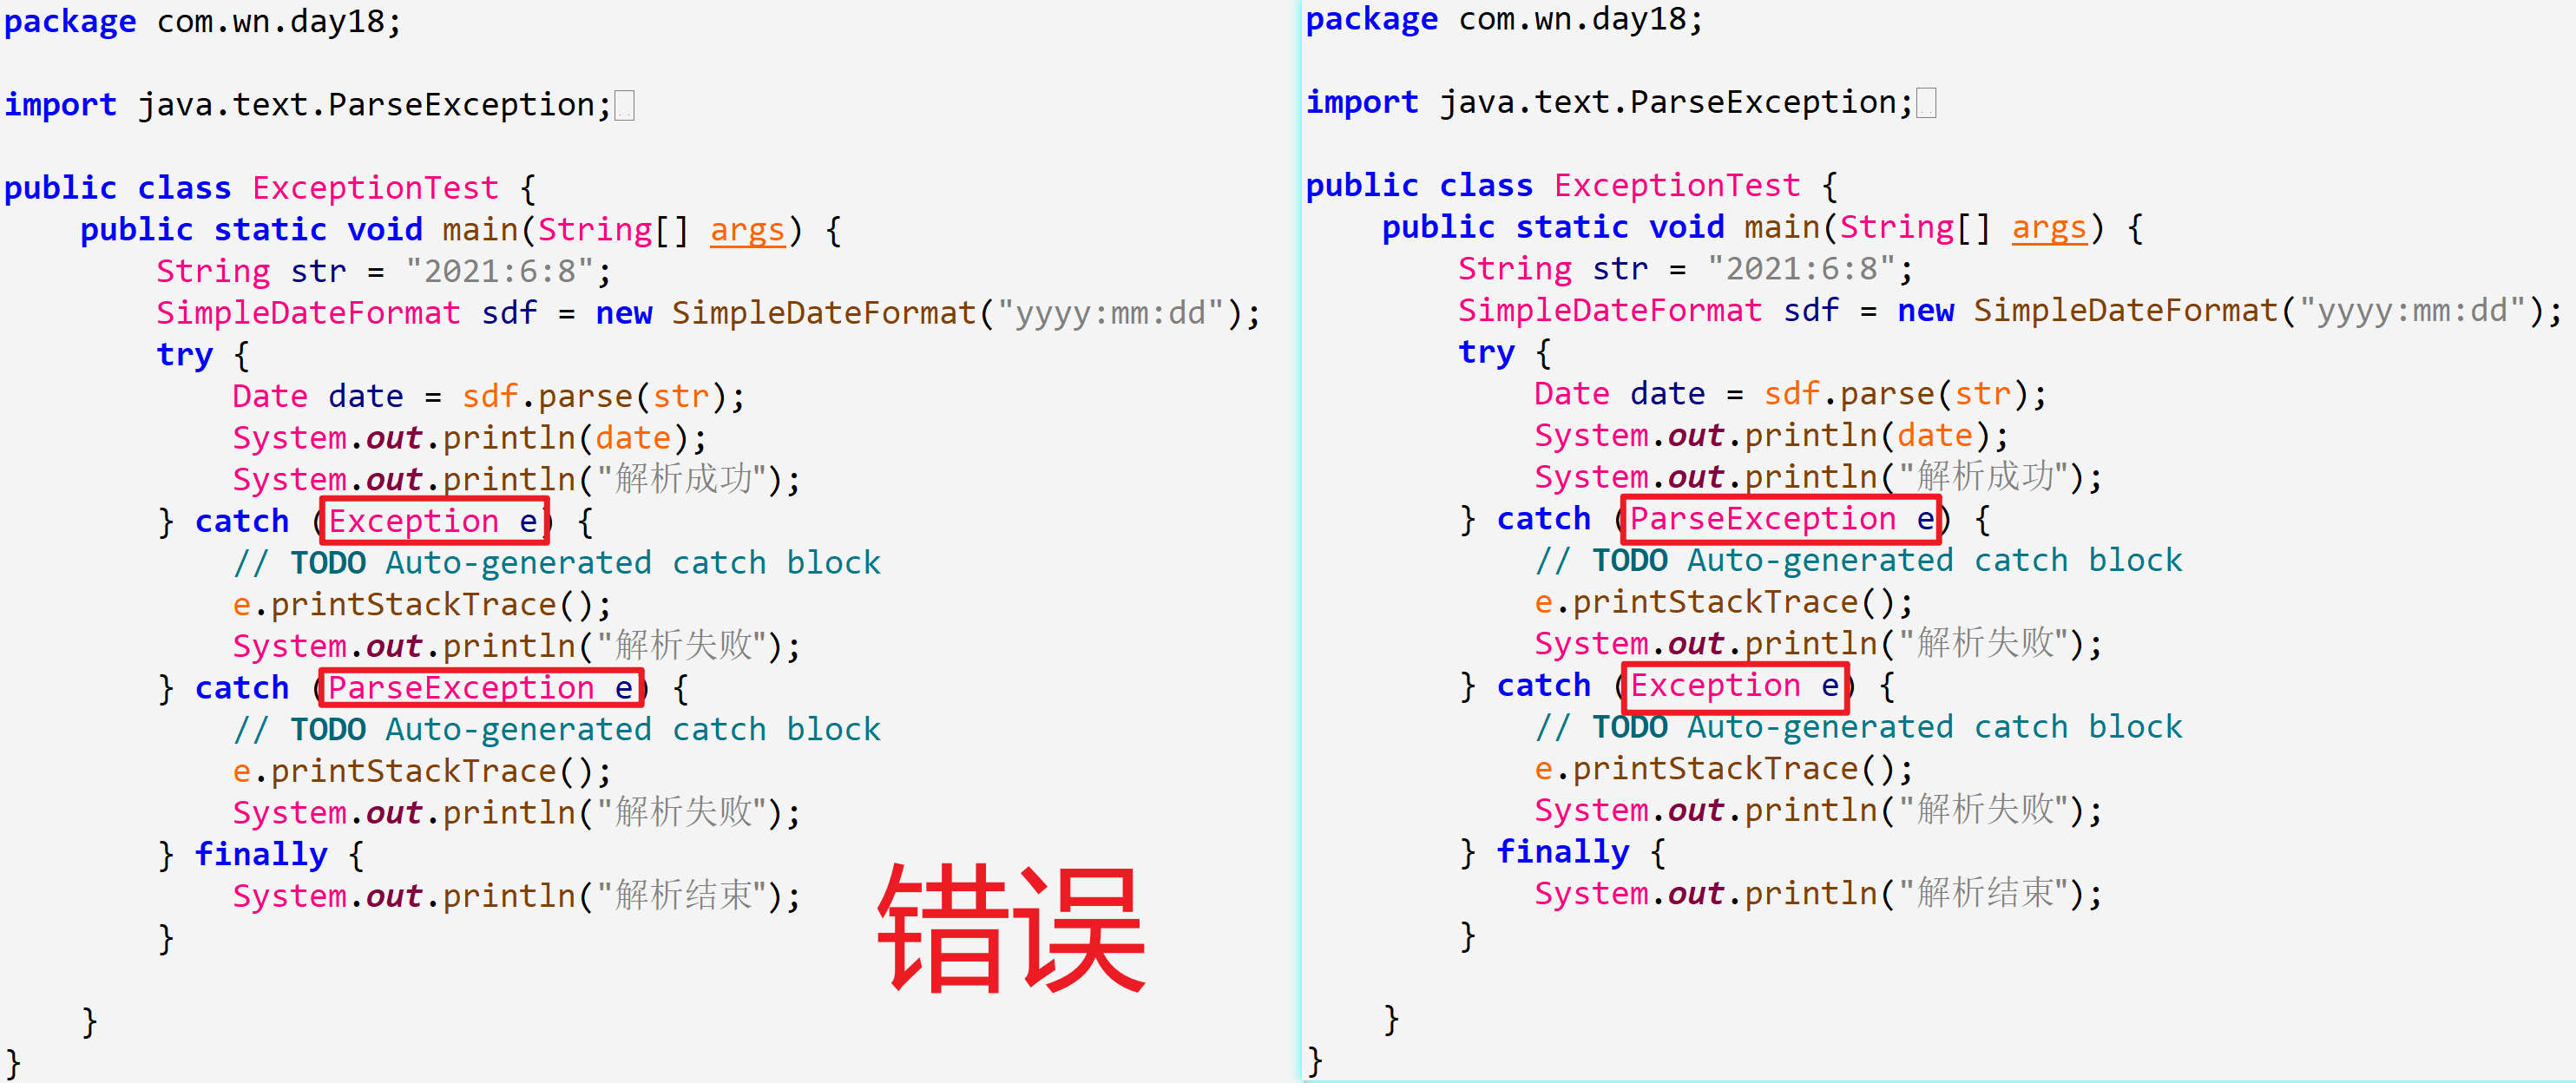 package com.wn.day18;
import java.text.ParseException;
public class ExceptionTest {
public static void main(String[] args) {
String str = "2021:6:8";
SimpleDateFormat sdf = new SimpleDateFormat("yyyy:mm:dd");
try {
Date date = sdf.parse(str);
System.out.println(date);
System.out.println("解析成功");
} catch (Exception e) {
// TODO Auto-generated catch block
e.printStackTrace();
System.out.println("解析失败");
} catch (ParseException e) {
// TODO Auto-generated catch block
e.printStackTrace();
System.out.println("解析失败");
} finally {
System.out.println("解析结束");
}
}
}
错误
package com.wn.day18;
import java.text.ParseException;
public class ExceptionTest {
public static void main(String[] args) {
String str = "2021:6:8";
SimpleDateFormat sdf = new SimpleDateFormat("yyyy:mm:dd");
try {
Date date = sdf.parse(str);
System.out.println(date);
System.out.println("解析成功");
} catch (ParseException e) {
// TODO Auto-generated catch block
e.printStackTrace();
System.out.println("解析失败");
} catch (Exception e) {
// TODO Auto-generated catch block
e.printStackTrace();
System.out.println("解析失败");
} finally {
System.out.println("解析结束");
}
}
}